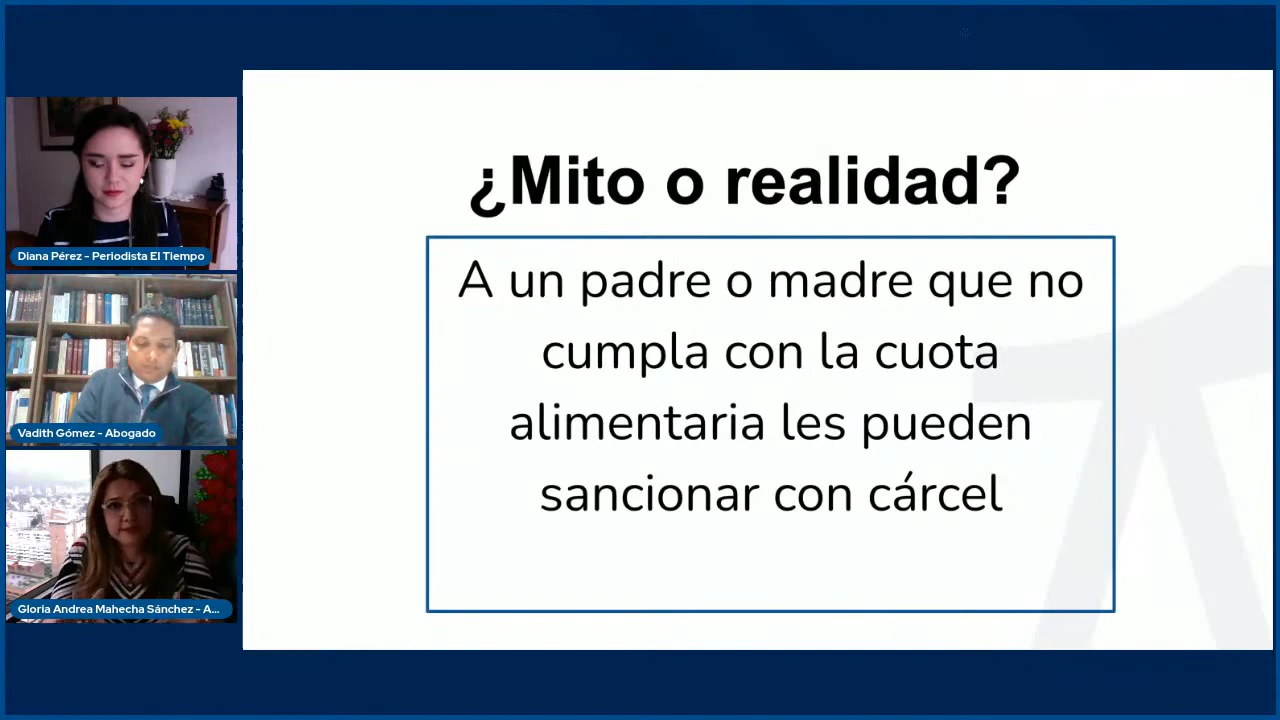 ¿Mito o realidad?
A un padre o madre que no
cumpla con la cuota
alimentaria les pueden
sancionar con cárcel
Diana Pérez - Periodista El Tiempo
Vadith Gómez - Abogado
Gloria Andrea Mahecha Sánchez - A...